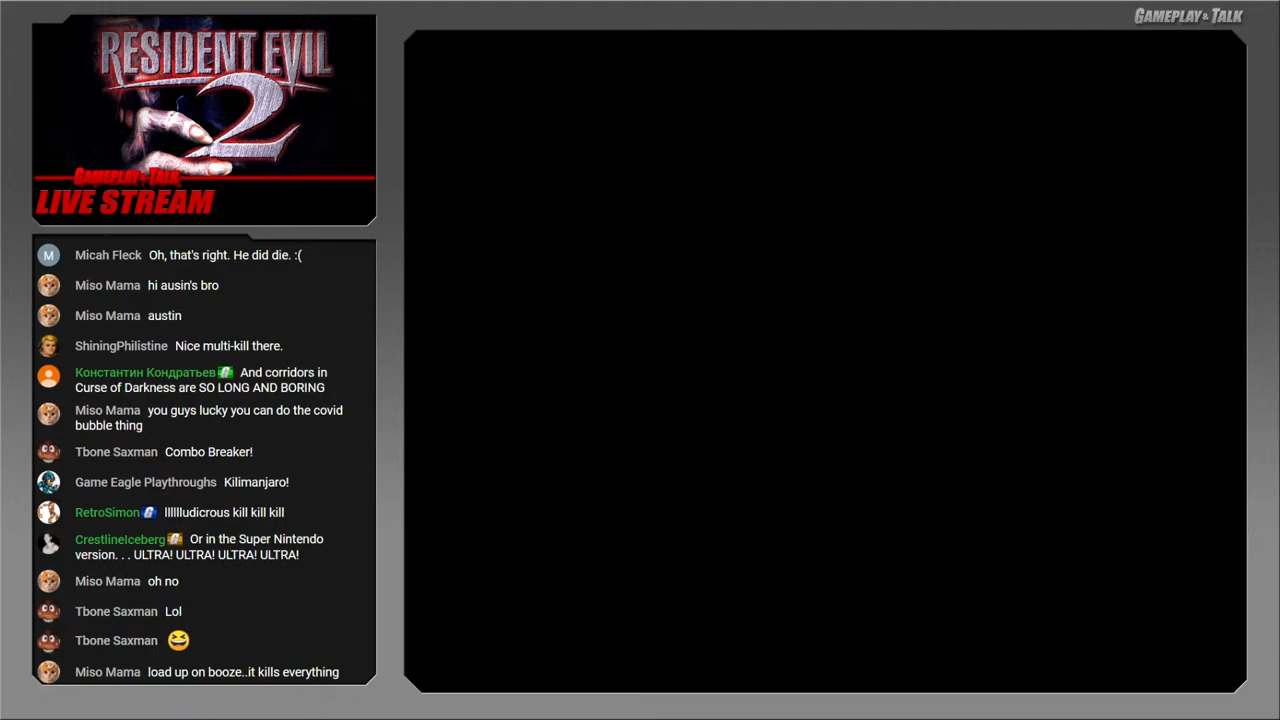 GAMEPLAY & TALK
RESIDENT EVIL
2
GAMEPLAY & TALK
LIVE STREAM
M Micah Fleck Oh, that's right. He did die. :(
Miso Mama hi ausin's bro
Miso Mama austin
ShiningPhilistine Nice multi-kill there.
Константин Кондратьев And corridors in
Curse of Darkness are SO LONG AND BORING
Miso Mama you guys lucky you can do the covid
bubble thing
Tbone Saxman Combo Breaker!
Game Eagle Playthroughs Kilimanjaro!
RetroSimon llllllludicrous kill kill kill
CrestlineIceberg Or in the Super Nintendo
version. . . ULTRA! ULTRA! ULTRA! ULTRA!
Miso Mama oh no
Tbone Saxman Lol
Tbone Saxman 😆
Miso Mama load up on booze..it kills everything